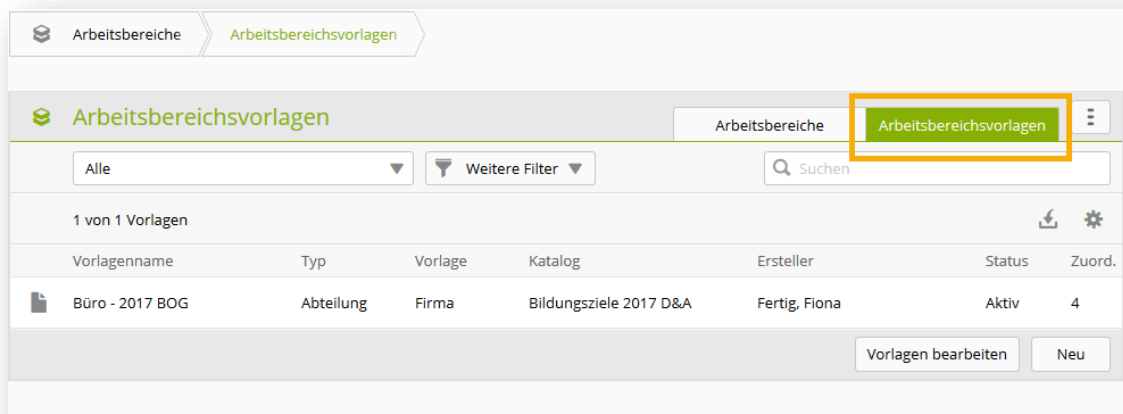 Arbeitsbereiche Arbeitsbereichsvorlagen
Arbeitsbereichsvorlagen Arbeitsbereiche Arbeitsbereichsvorlagen
Alle Weitere Filter Suchen
1 von 1 Vorlagen
Vorlagenname Typ Vorlage Katalog Ersteller Status Zuord.
Büro - 2017 BOG Abteilung Firma Bildungsziele 2017 D&A Fertig, Fiona Aktiv 4
Vorlagen bearbeiten Neu